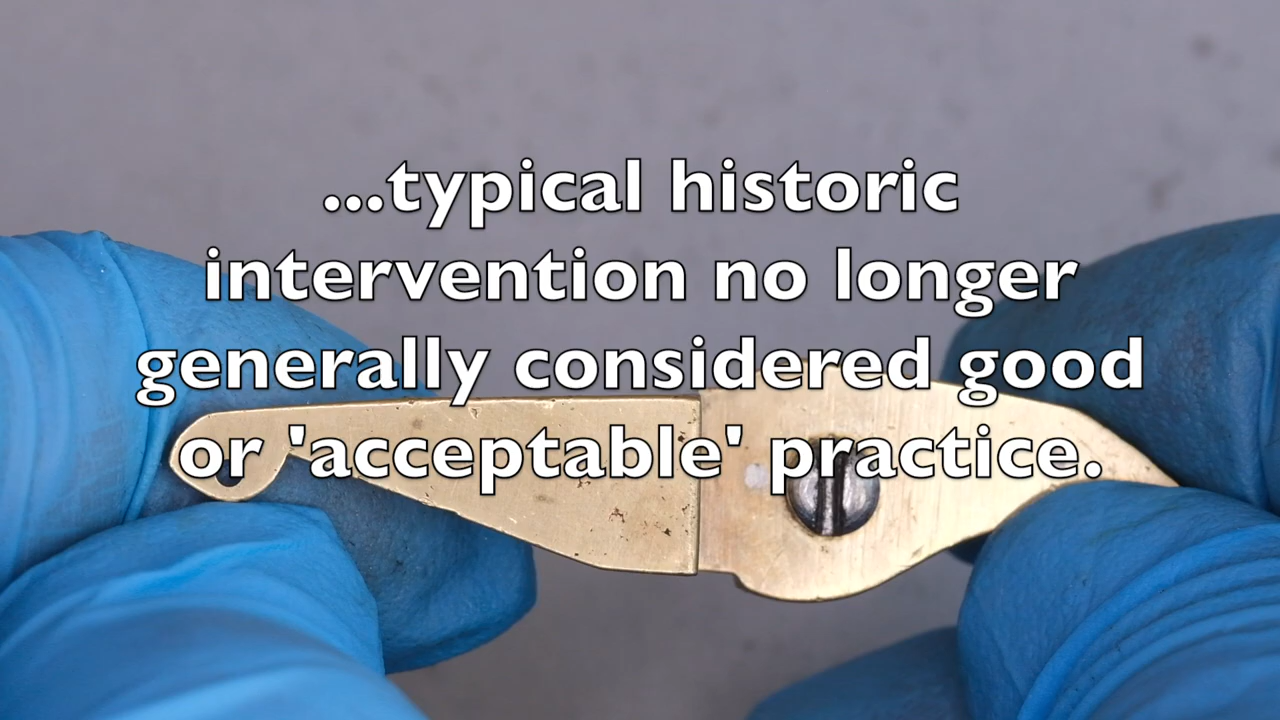 ...typical historic
intervention no longer
generally considered good
or 'acceptable' practice.